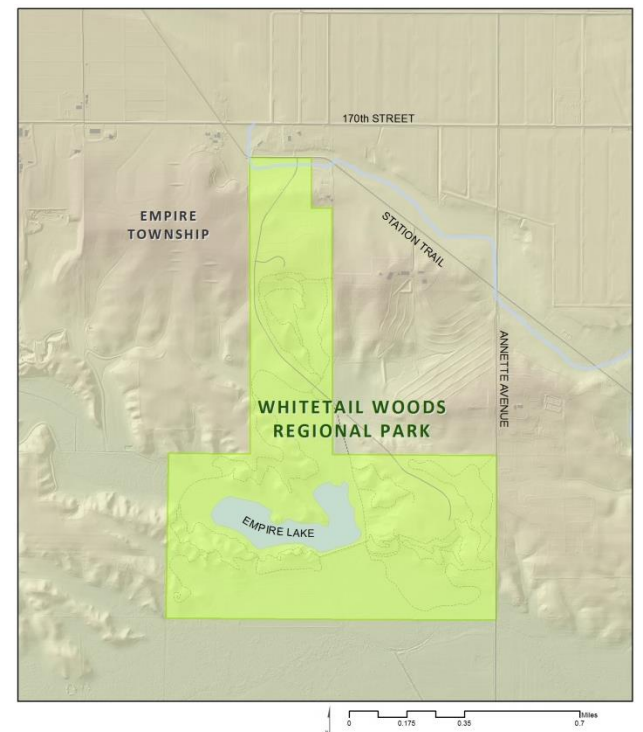 170th STREET
EMPIRE
TOWNSHIP
STATION TRAIL
ANNETTE AVENUE
WHITETAIL WOODS
REGIONAL PARK
EMPIRE LAKE
Miles
0 0.175 0.35 0.7